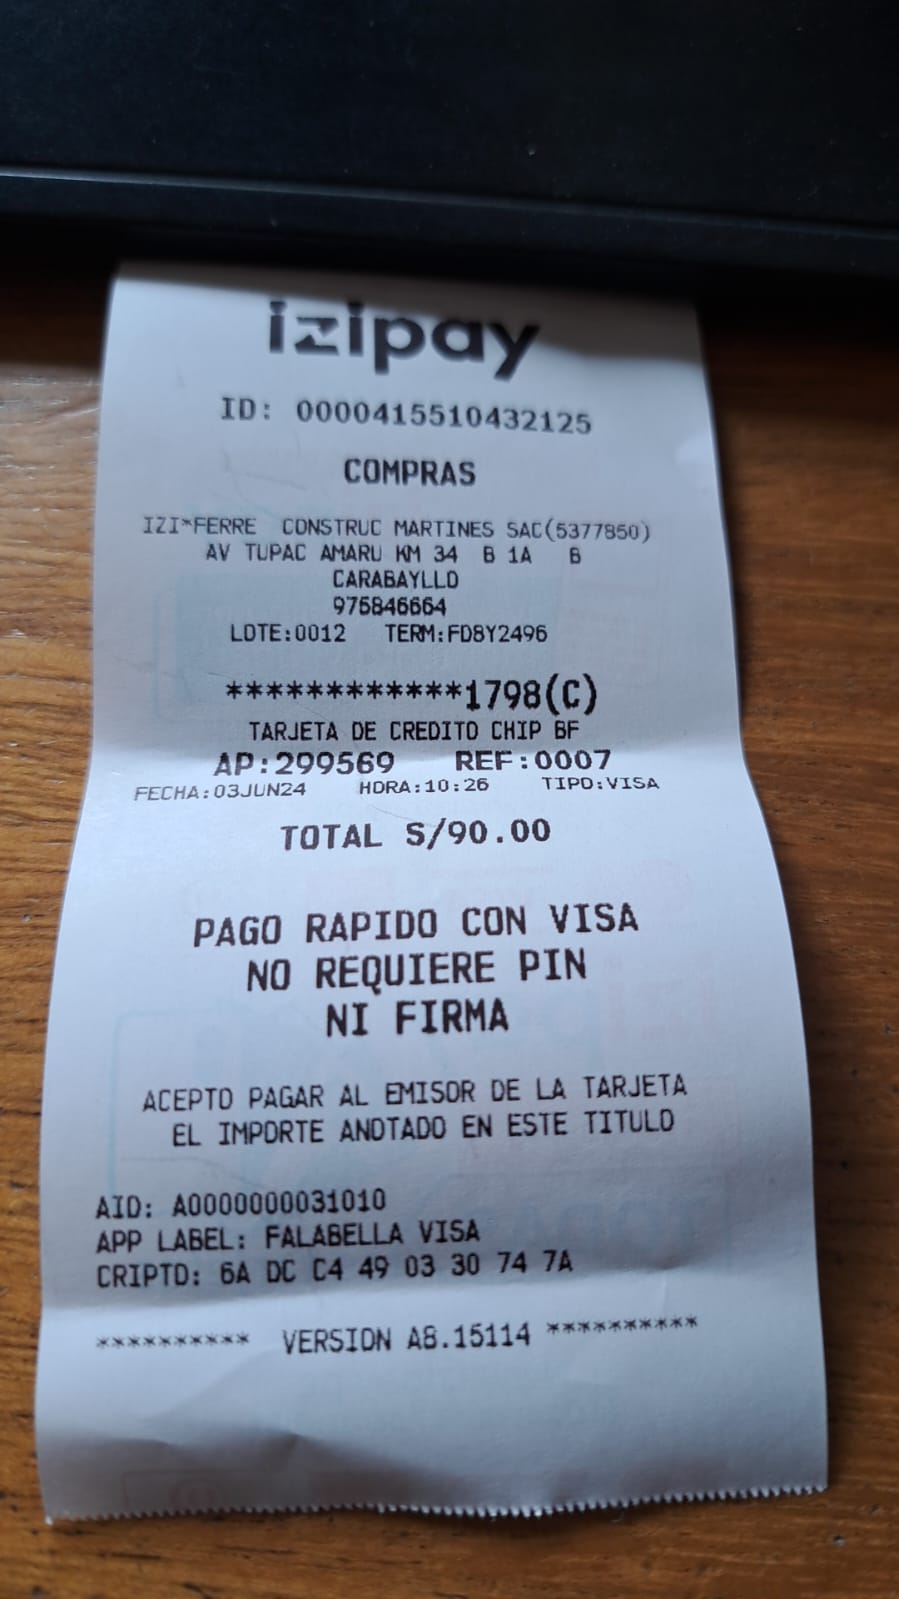 izipay
ID: 0000415510432125
COMPRAS
IZI*FERRE CONSTRUC MARTINES SAC(5377850)
AV TUPAC AMARU KM 34 B 1A B
CARABAYLLO
975846664
LOTE:0012 TERM:FD8Y2496
************1798(C)
TARJETA DE CREDITO CHIP BF
AP:299569 REF:0007
FECHA:03JUN24 HORA:10:26 TIPO:VISA
TOTAL S/90.00
PAGO RAPIDO CON VISA
NO REQUIERE PIN
NI FIRMA
ACEPTO PAGAR AL EMISOR DE LA TARJETA
EL IMPORTE ANOTADO EN ESTE TITULO
AID: A0000000031010
APP LABEL: FALABELLA VISA
CRIPTO: 6A DC C4 49 03 30 74 7A
********** VERSION A8.15114 **********